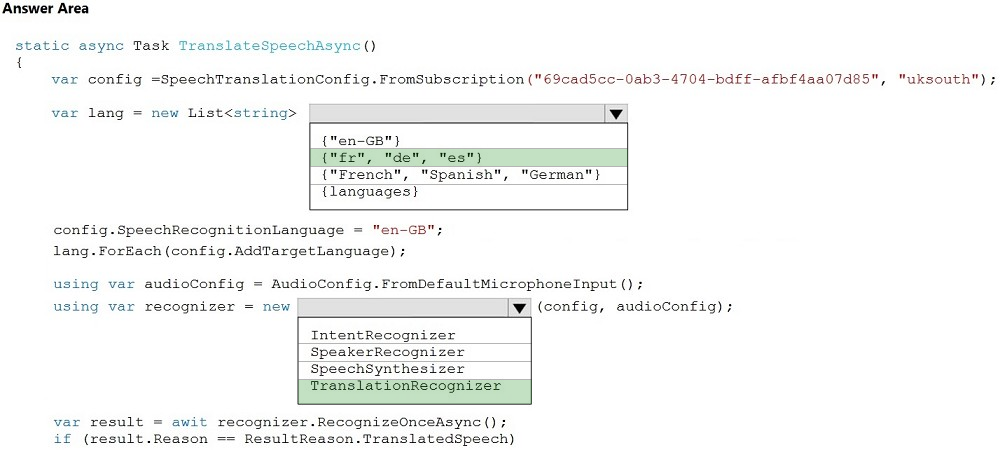 Answer Area
static async Task TranslateSpeechAsync()
{
var config =SpeechTranslationConfig.FromSubscription("69cad5cc-0ab3-4704-bdff-afbf4aa07d85", "uksouth");
var lang = new List<string>
{"en-GB"}
{"fr", "de", "es"}
{"French", "Spanish", "German"}
{languages}
config.SpeechRecognitionLanguage = "en-GB";
lang.ForEach(config.AddTargetLanguage);
using var audioConfig = AudioConfig.FromDefaultMicrophoneInput();
using var recognizer = new (config, audioConfig);
IntentRecognizer
SpeakerRecognizer
SpeechSynthesizer
TranslationRecognizer
var result = awit recognizer.RecognizeOnceAsync();
if (result.Reason == ResultReason.TranslatedSpeech)